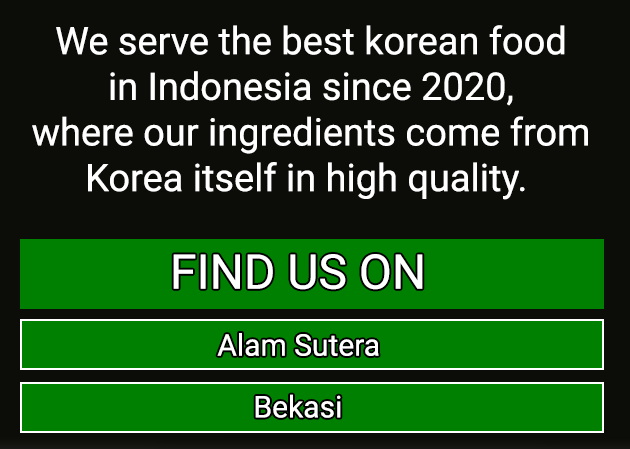 We serve the best korean food
in Indonesia since 2020,
where our ingredients come from
Korea itself in high quality.
FIND US ON
Alam Sutera
Bekasi